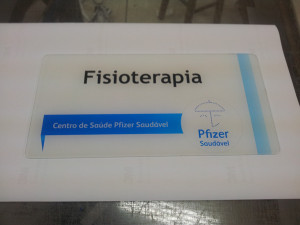 Fisioterapia
Centro de Saúde Pfizer Saudável
Pfizer
Saudável